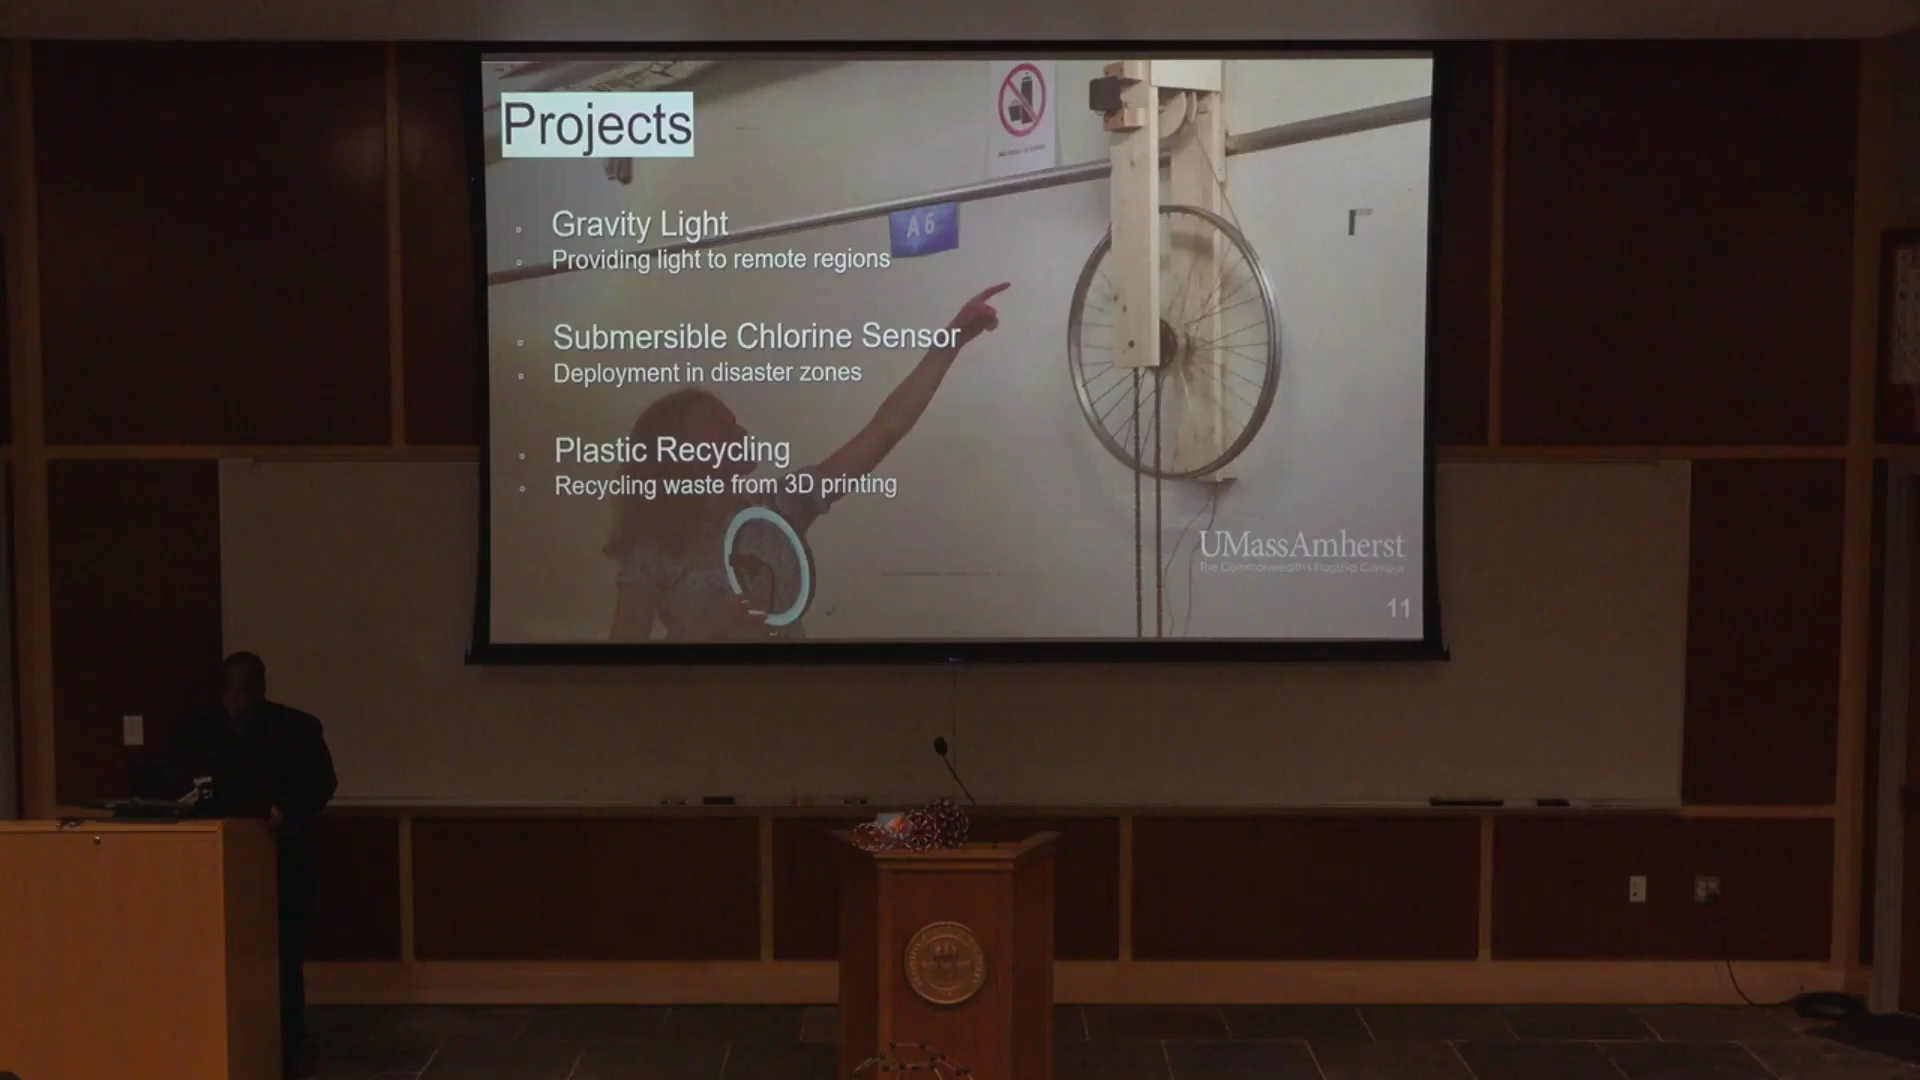 Projects
A6
Gravity Light
Providing light to remote regions
Submersible Chlorine Sensor
Deployment in disaster zones
Plastic Recycling
Recycling waste from 3D printing
UMassAmherst
The Commonwealth's Flagship Campus
11